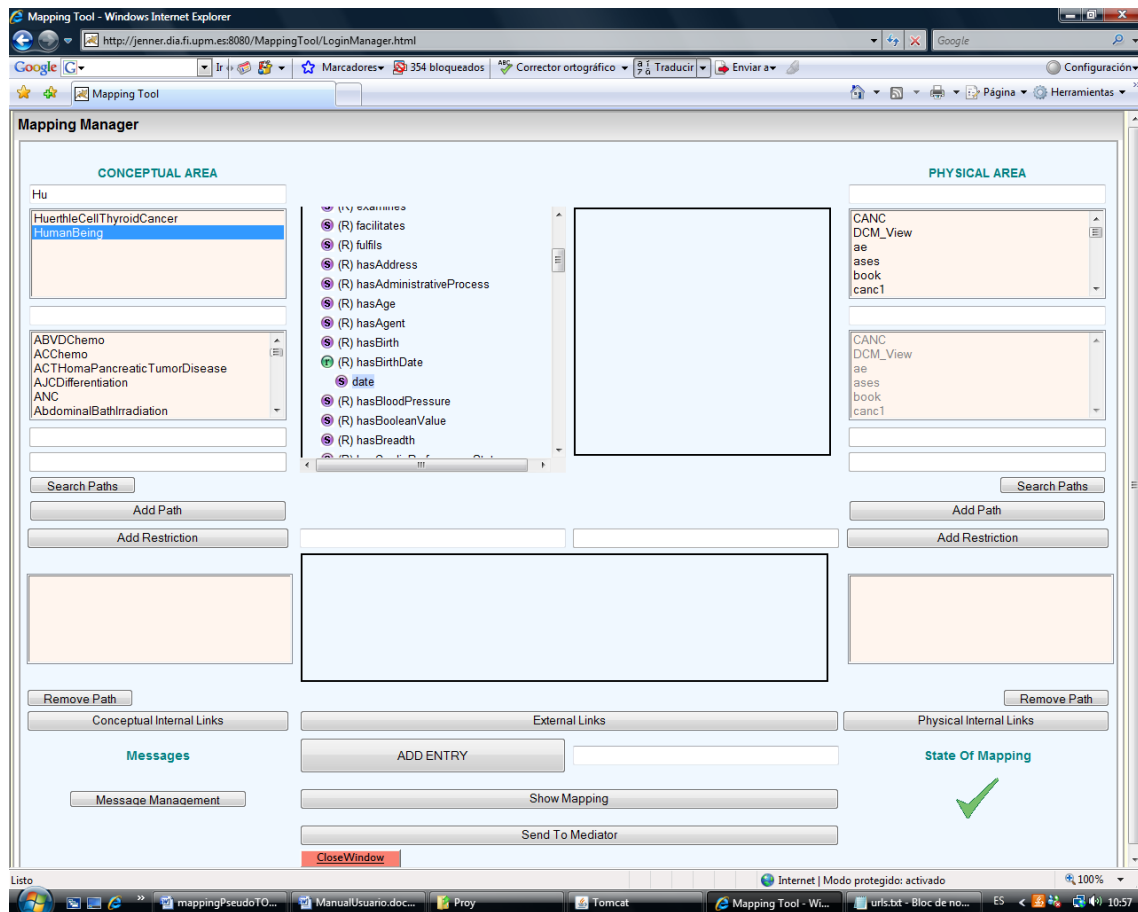 Mapping Tool - Windows Internet Explorer
http://jenner.dia.fi.upm.es:8080/MappingTool/LoginManager.html
Google
Google
Ir
Marcadores
354 bloqueados
Corrector ortográfico
Traducir
Enviar a
Configuración
Mapping Tool
Página
Herramientas
Mapping Manager
CONCEPTUAL AREA
PHYSICAL AREA
Hu
HuertheCellThyroidCancer
HumanBeing
(R) examines
(R) facilitates
(R) fulfils
(R) hasAddress
(R) hasAdministrativeProcess
(R) hasAge
(R) hasAgent
(R) hasBirth
(R) hasBirthDate
date
(R) hasBloodPressure
(R) hasBooleanValue
(R) hasBreadth
CANC
DCM_View
ae
ases
book
canc1
ABVDChemo
ACChemo
ACTHomaPancreaticTumorDisease
AJCDifferentiation
ANC
AbdominalBathIrradiation
CANC
DCM_View
ae
ases
book
canc1
Search Paths
Search Paths
Add Path
Add Path
Add Restriction
Add Restriction
Remove Path
Remove Path
Conceptual Internal Links
External Links
Physical Internal Links
Messages
ADD ENTRY
State Of Mapping
Message Management
Show Mapping
Send To Mediator
CloseWindow
Listo
Internet | Modo protegido: activado
100%
mappingPseudoTO...
ManualUsuario.doc...
Proy
Tomcat
Mapping Tool - Wi...
urls.txt - Bloc de no...
ES
10:57